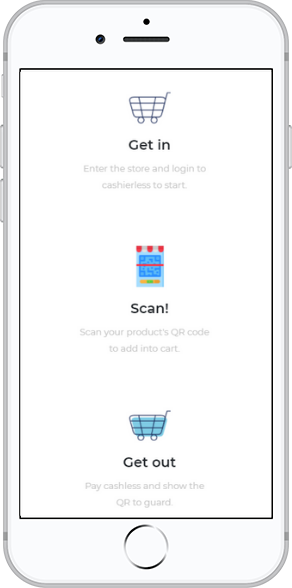 Get in
Enter the store and login to
cashierless to start.
Scan!
Scan your product's QR code
to add into cart.
Get out
Pay cashless and show the
QR to guard.